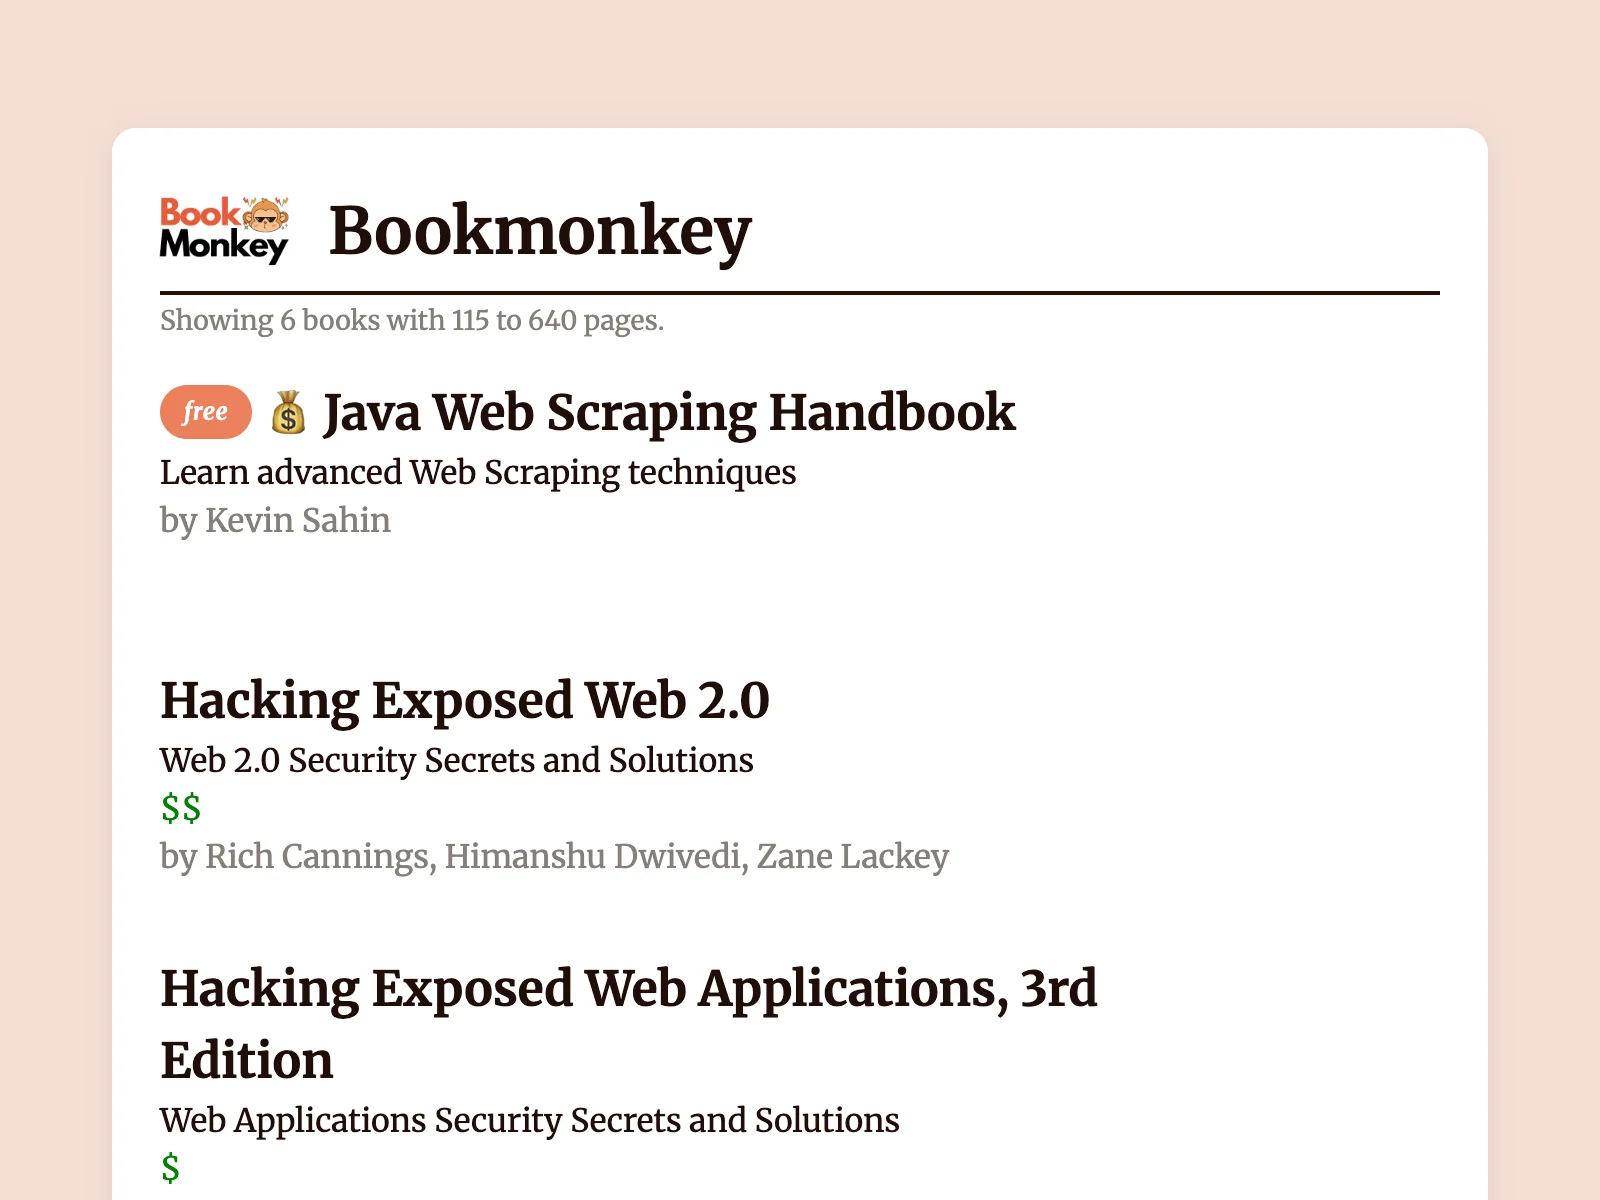 Book
Monkey
Bookmonkey
Showing 6 books with 115 to 640 pages.
free 💰 Java Web Scraping Handbook
Learn advanced Web Scraping techniques
by Kevin Sahin
Hacking Exposed Web 2.0
Web 2.0 Security Secrets and Solutions
$$
by Rich Cannings, Himanshu Dwivedi, Zane Lackey
Hacking Exposed Web Applications, 3rd
Edition
Web Applications Security Secrets and Solutions
$